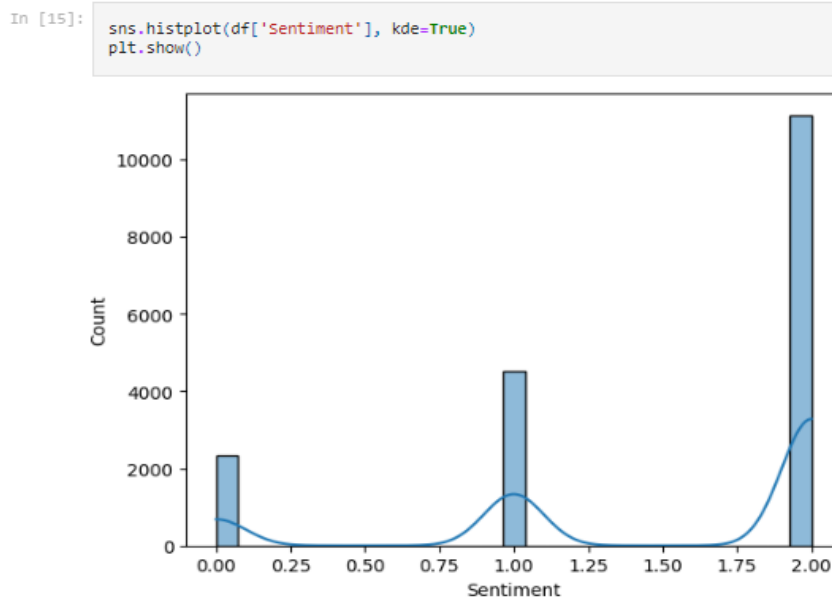 In [15]:
sns.histplot(df['Sentiment'], kde=True)
plt.show()
10000
8000
6000
4000
2000
0
Count
0.00 0.25 0.50 0.75 1.00 1.25 1.50 1.75 2.00
Sentiment